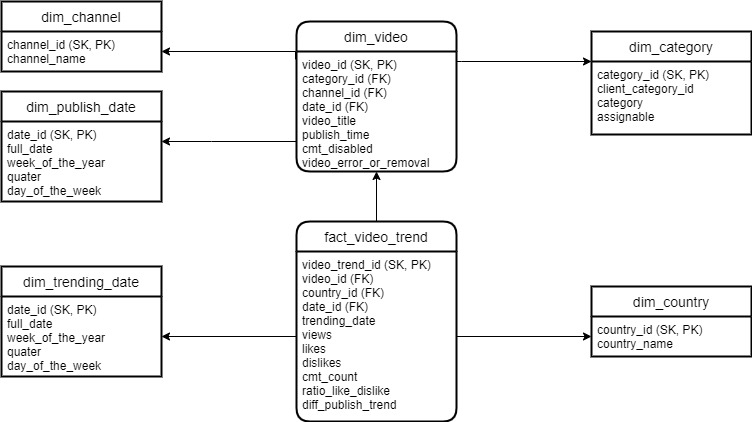 dim_channel
channel_id (SK, PK)
channel_name
dim_publish_date
date_id (SK, PK)
full_date
week_of_the_year
quater
day_of_the_week
dim_trending_date
date_id (SK, PK)
full_date
week_of_the_year
quater
day_of_the_week
dim_video
video_id (SK, PK)
category_id (FK)
channel_id (FK)
date_id (FK)
video_title
publish_time
cmt_disabled
video_error_or_removal
fact_video_trend
video_trend_id (SK, PK)
video_id (FK)
country_id (FK)
date_id (FK)
trending_date
views
likes
dislikes
cmt_count
ratio_like_dislike
diff_publish_trend
dim_category
category_id (SK, PK)
client_category_id
category
assignable
dim_country
country_id (SK, PK)
country_name